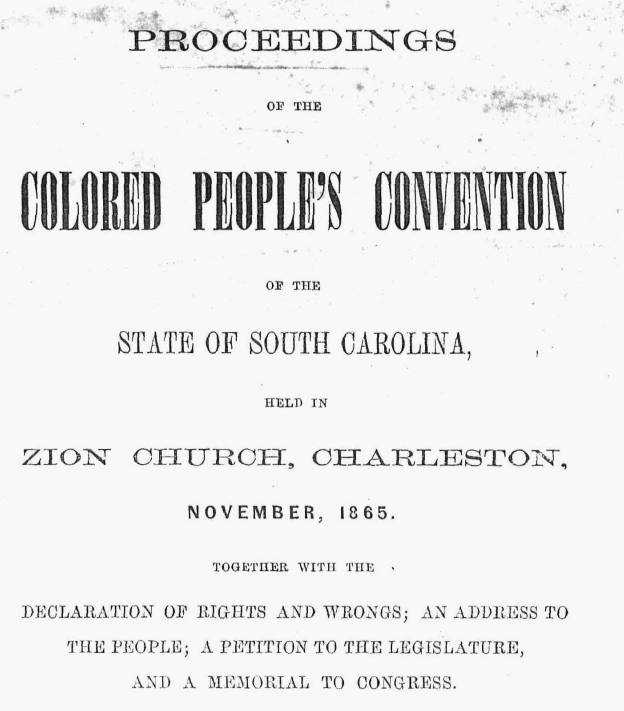 PROCEEDINGS
OF THE
COLORED PEOPLE'S CONVENTION
OF THE
STATE OF SOUTH CAROLINA,
HELD IN
ZION CHURCH, CHARLESTON,
NOVEMBER, 1865.
TOGETHER WITH THE
DECLARATION OF RIGHTS AND WRONGS; AN ADDRESS TO
THE PEOPLE; A PETITION TO THE LEGISLATURE,
AND A MEMORIAL TO CONGRESS.